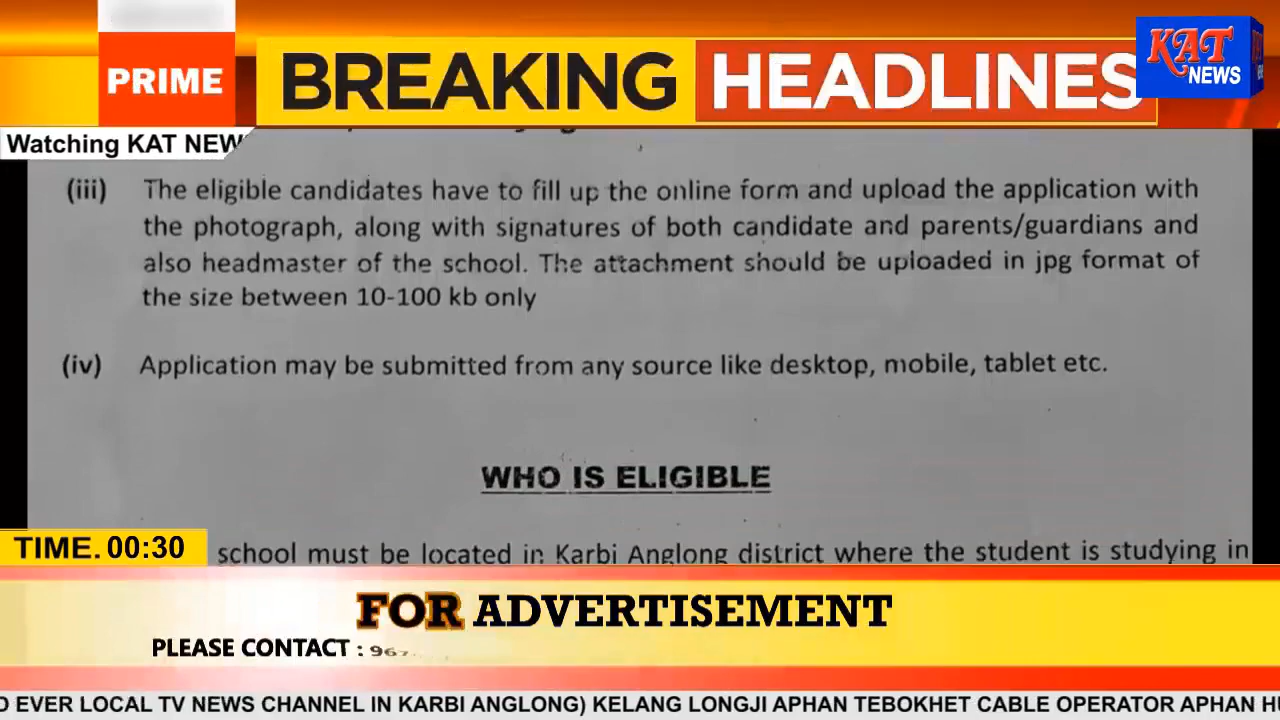 PRIME
BREAKING HEADLINES
KAT
NEWS
Watching KAT NEW
(iii) The eligible candidates have to fill up the online form and upload the application with
the photograph, along with signatures of both candidate and parents/guardians and
also headmaster of the school. The attachment should be uploaded in jpg format of
the size between 10-100 kb only
(iv) Application may be submitted from any source like desktop, mobile, tablet etc.
WHO IS ELIGIBLE
TIME. 00:30
school must be located in Karbi Anglong district where the student is studying in
FOR ADVERTISEMENT
PLEASE CONTACT : 967
EVER LOCAL TV NEWS CHANNEL IN KARBI ANGLONG) KELANG LONGJI APHAN TEBOKHET CABLE OPERATOR APHAN